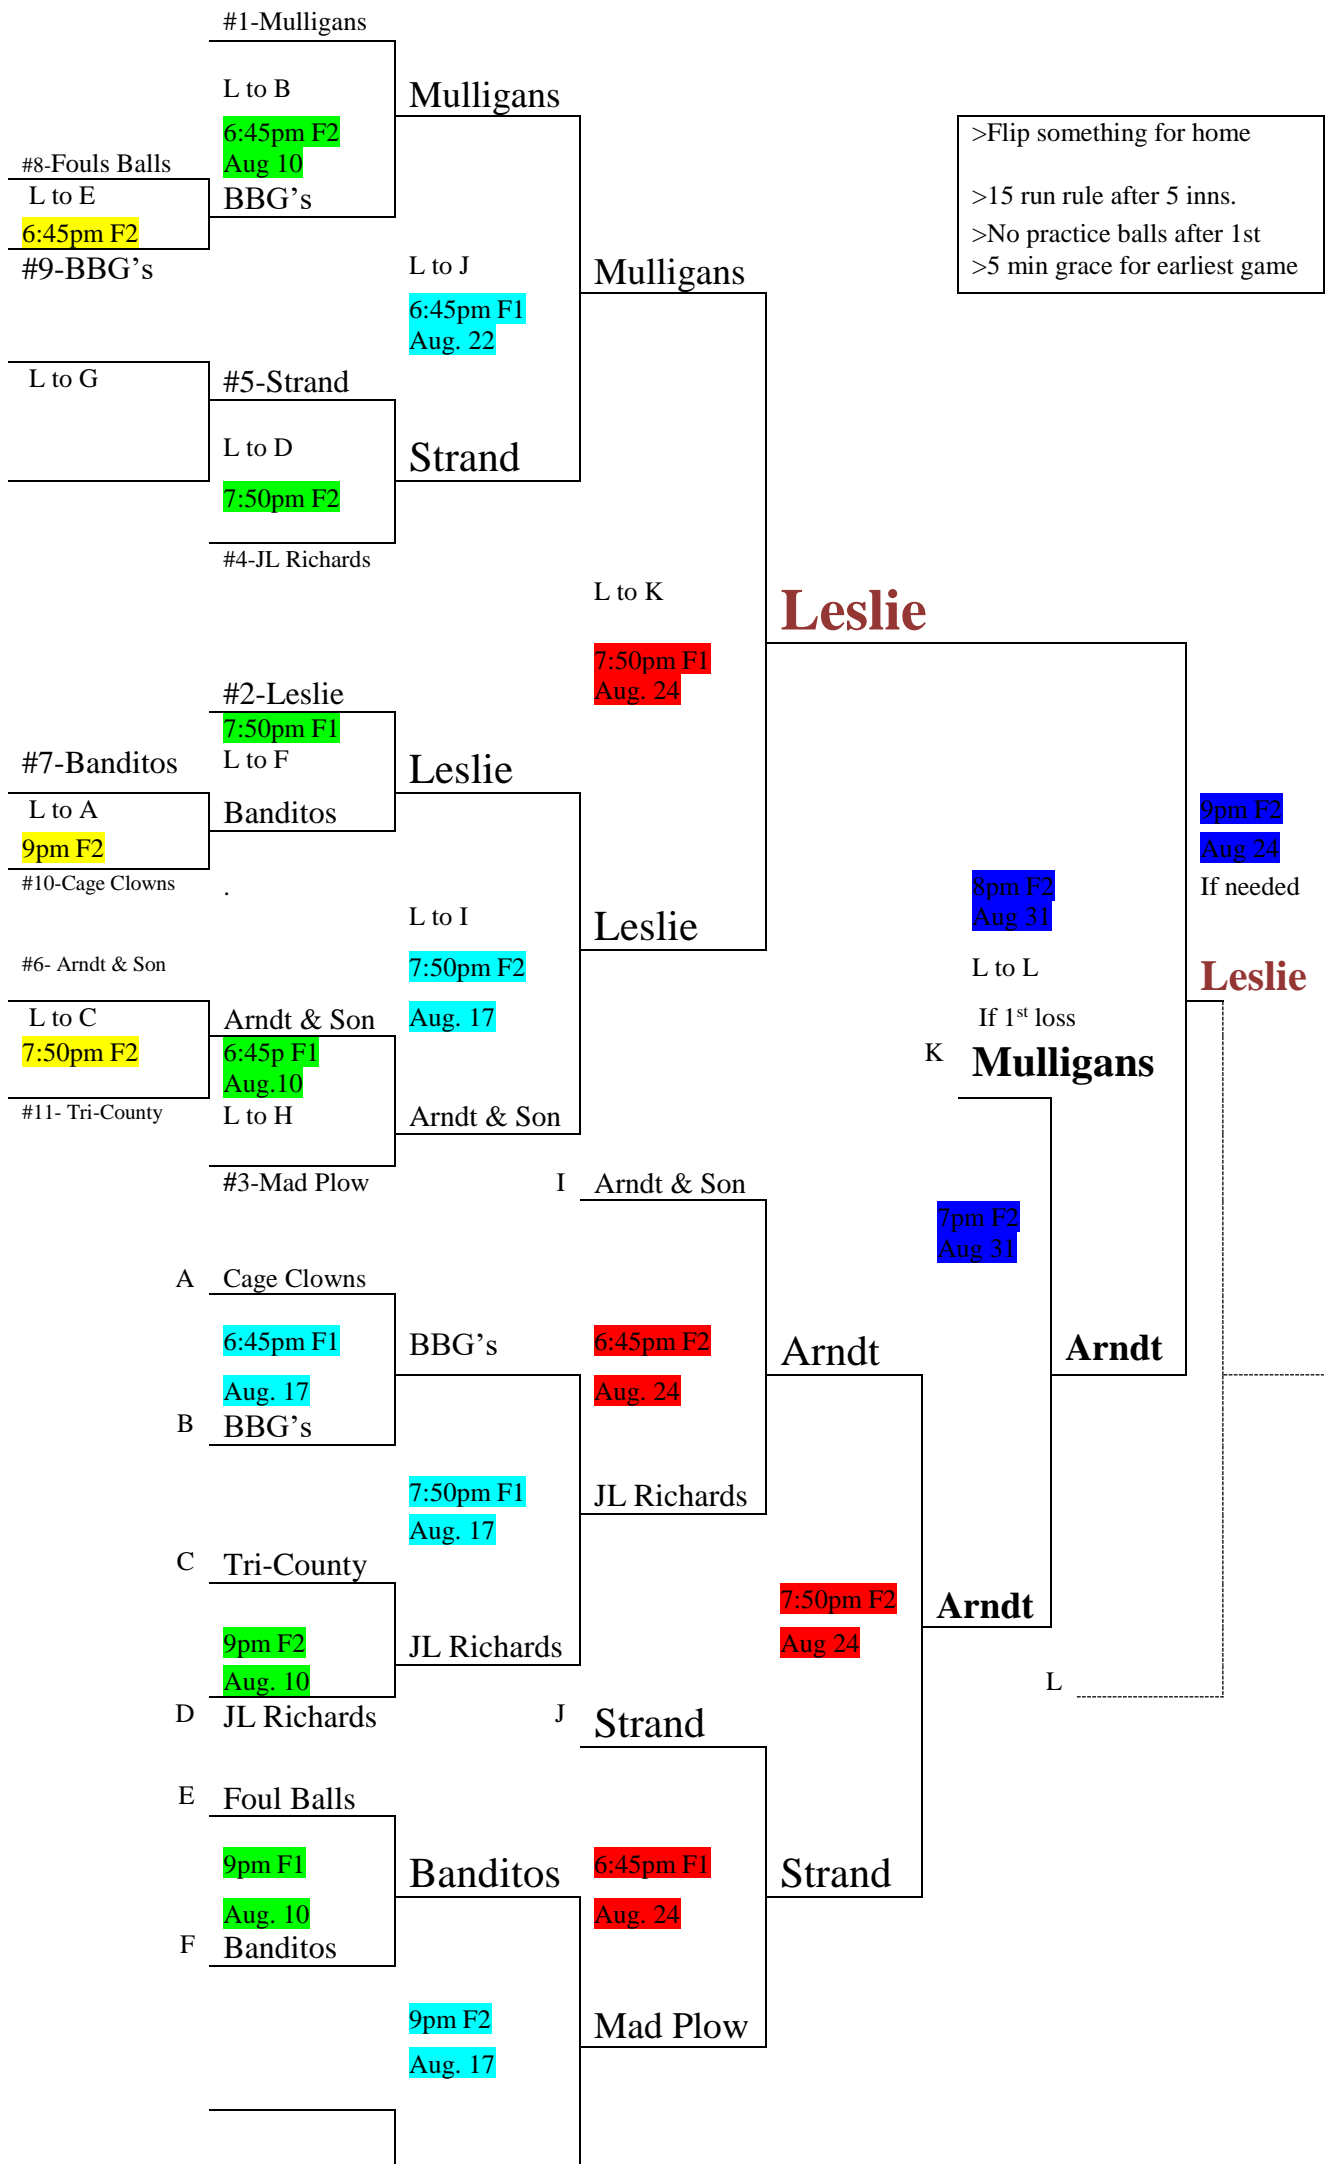 #1-Mulligans
L to B
Mulligans
6:45pm F2
Aug 10
#8-Fouls Balls
L to E
BBG's
6:45pm F2
#9-BBG's
>Flip something for home
>15 run rule after 5 inns.
>No practice balls after 1st
>5 min grace for earliest game
L to J
Mulligans
6:45pm F1
Aug. 22
L to G
#5-Strand
L to D
Strand
7:50pm F2
#4-JL Richards
L to K
Leslie
7:50pm F1
Aug. 24
#2-Leslie
7:50pm F1
L to F
#7-Banditos
Leslie
L to A
Banditos
9pm F2
#10-Cage Clowns
.
9pm F2
Aug 24
If needed
8pm F2
Aug 31
L to I
Leslie
#6- Arndt & Son
7:50pm F2
L to L
Leslie
L to C
Arndt & Son
Aug. 17
If 1st loss
7:50pm F2
6:45p F1
K
Mulligans
Aug.10
#11- Tri-County
L to H
Arndt & Son
#3-Mad Plow
I
Arndt & Son
7pm F2
Aug 31
A
Cage Clowns
6:45pm F1
BBG's
6:45pm F2
Arndt
Arndt
Aug. 17
Aug. 24
B
BBG's
7:50pm F1
JL Richards
Aug. 17
C
Tri-County
7:50pm F2
Arndt
9pm F2
JL Richards
Aug 24
Aug. 10
L
D
JL Richards
J
Strand
E
Foul Balls
9pm F1
Banditos
6:45pm F1
Strand
Aug. 10
Aug. 24
F
Banditos
9pm F2
Mad Plow
Aug. 17